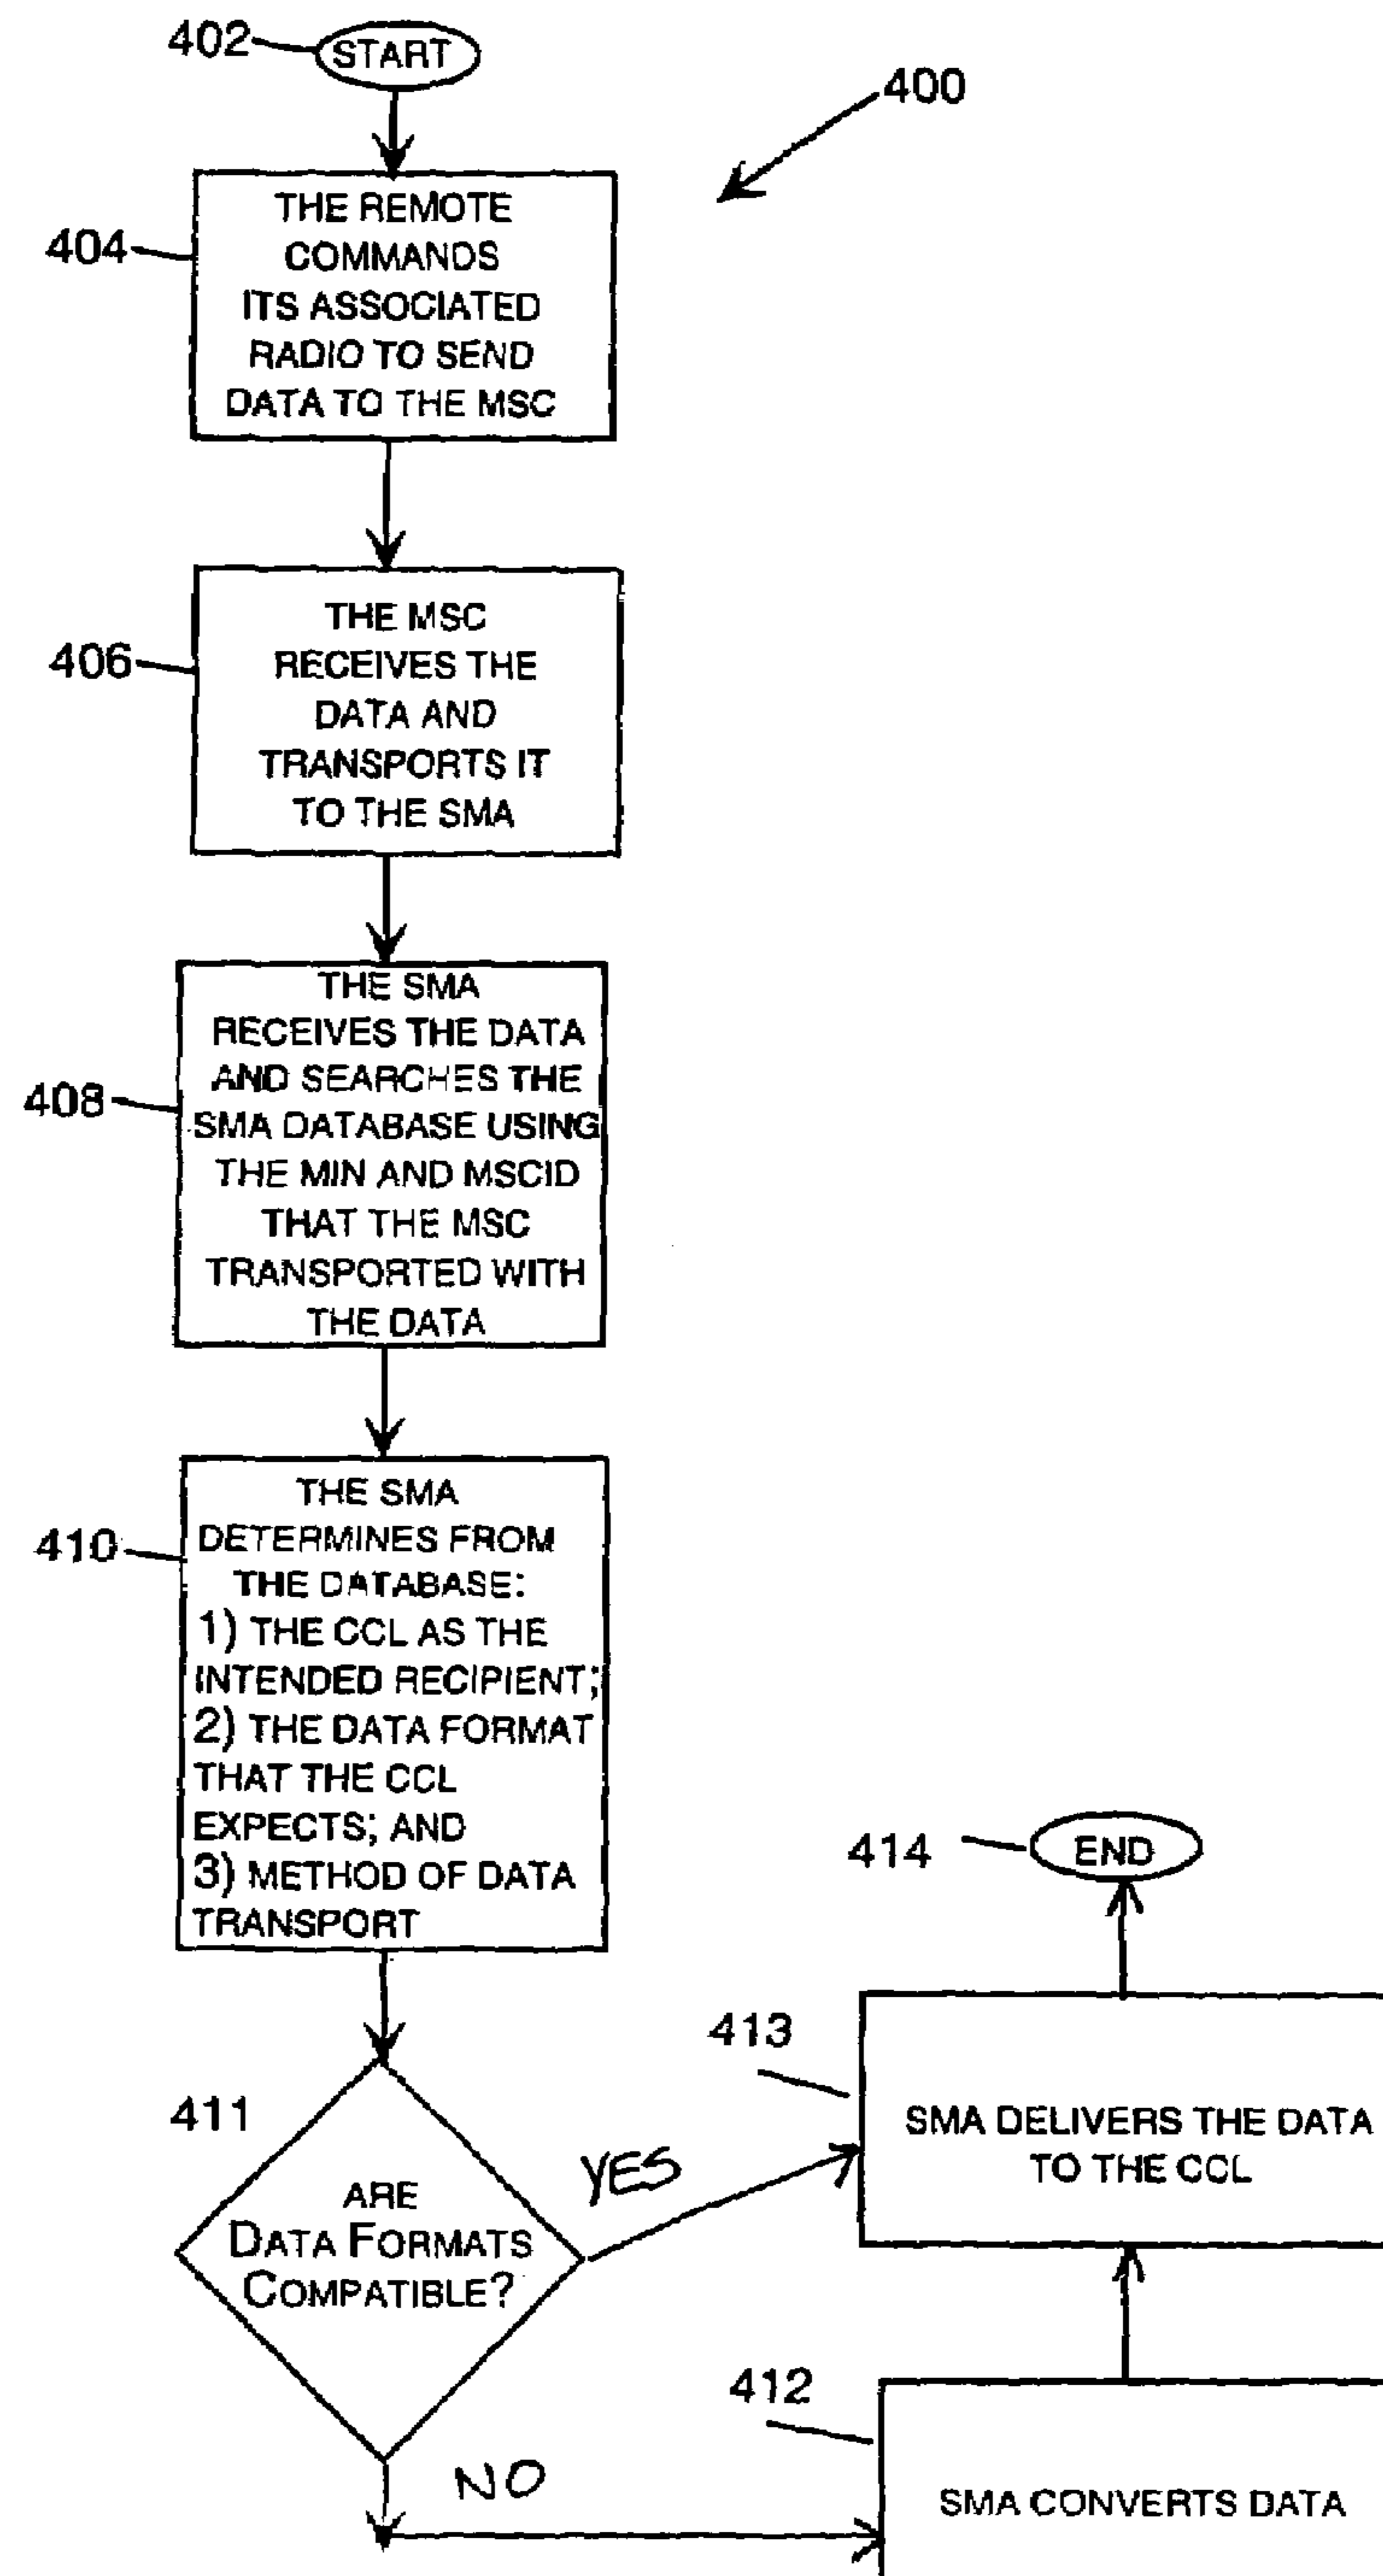 402
START
400
404
THE REMOTE
COMMANDS
ITS ASSOCIATED
RADIO TO SEND
DATA TO THE MSC
406
THE MSC
RECEIVES THE
DATA AND
TRANSPORTS IT
TO THE SMA
408
THE SMA
RECEIVES THE DATA
AND SEARCHES THE
SMA DATABASE USING
THE MIN AND MSCID
THAT THE MSC
TRANSPORTED WITH
THE DATA
410
THE SMA
DETERMINES FROM
THE DATABASE:
1) THE CCL AS THE
INTENDED RECIPIENT;
2) THE DATA FORMAT
THAT THE CCL
EXPECTS; AND
3) METHOD OF DATA
TRANSPORT
411
ARE
DATA FORMATS
COMPATIBLE?
YES
NO
412
SMA CONVERTS DATA
413
SMA DELIVERS THE DATA
TO THE CCL
414
END